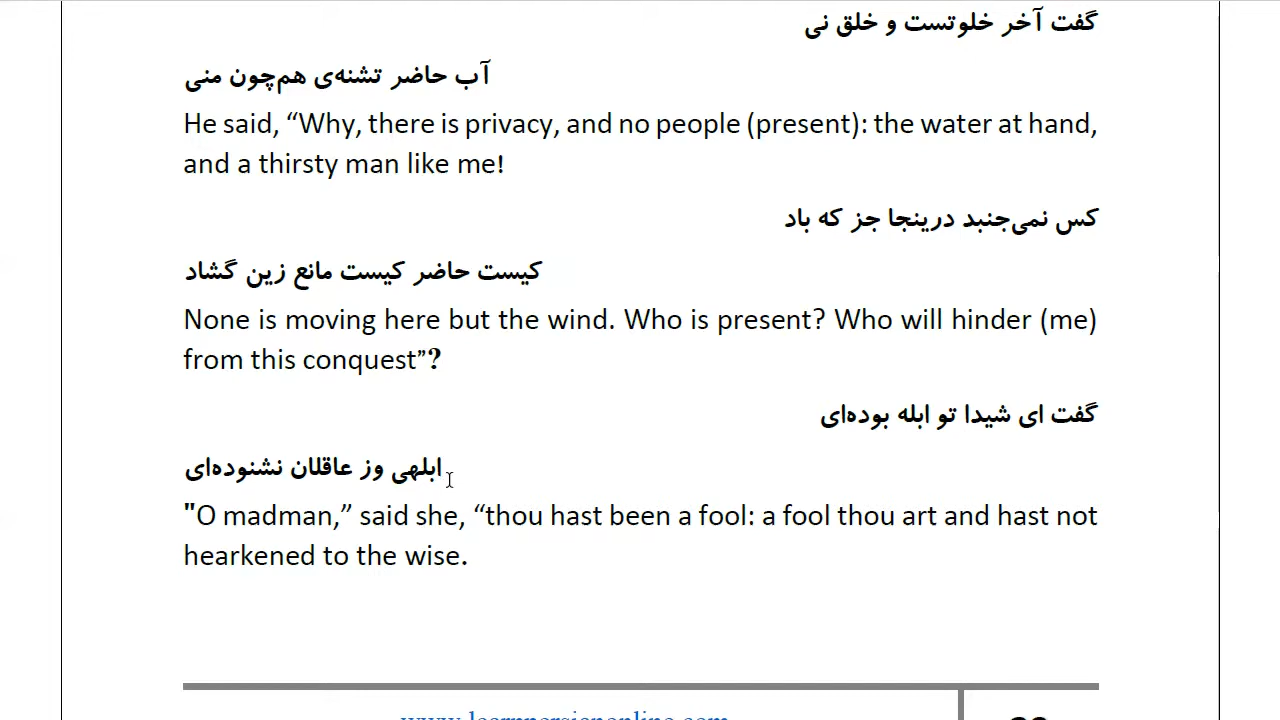 گفت آخر خلوتست و خلق نی
آب حاضر تشنه‌ی هم‌چون منی
He said, “Why, there is privacy, and no people (present): the water at hand,
and a thirsty man like me!
کس نمی‌جنبد درینجا جز که باد
کیست حاضر کیست مانع زین گشاد
None is moving here but the wind. Who is present? Who will hinder (me)
from this conquest”?
گفت ای شیدا تو ابله بوده‌ای
ابلهی وز عاقلان نشنوده‌ای
"O madman,” said she, “thou hast been a fool: a fool thou art and hast not
hearkened to the wise.
www.learnpersianonline.com